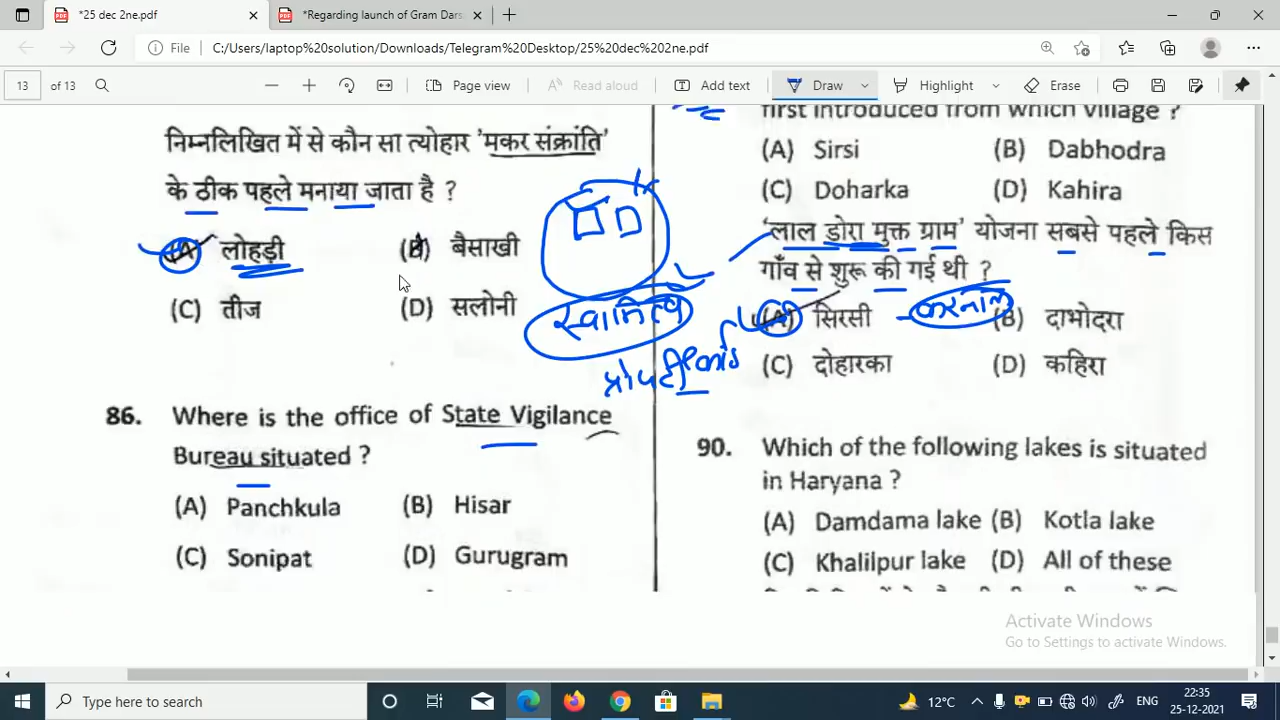 *25 dec 2ne.pdf
*Regarding launch of Gram Dars
File
C:/Users/laptop%20solution/Downloads/Telegram%20Desktop/25%20dec%202ne.pdf
13 of 13
Page view
Read aloud
Add text
Draw
Highlight
Erase
निम्नलिखित में से कौन सा त्योहार 'मकर संक्रांति'
के ठीक पहले मनाया जाता है ?
(A) लोहड़ी
(B) बैसाखी
(C) तीज
(D) सलोनी
86. Where is the office of State Vigilance
Bureau situated ?
(A) Panchkula (B) Hisar
(C) Sonipat (D) Gurugram
first introduced from which village ?
(A) Sirsi (B) Dabhodra
(C) Doharka (D) Kahira
'लाल डोरा मुक्त ग्राम' योजना सबसे पहले किस
गाँव से शुरू की गई थी ?
(A) सिरसी
करनाल
(B) दाभोदरा
(C) दोहारका (D) कहिरा
स्वामित्व
90. Which of the following lakes is situated
in Haryana ?
(A) Damdama lake (B) Kotla lake
(C) Khalilpur lake (D) All of these
Activate Windows
Go to Settings to activate Windows.
Type here to search
12°C
ENG
22:35
25-12-2021